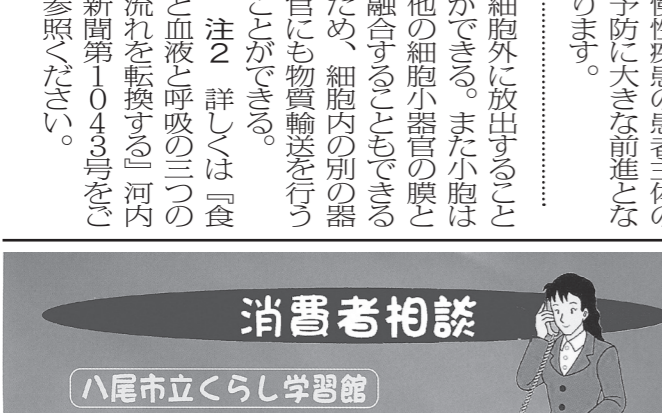 慢性疾患の患者主体の
予防に大きな前進とな
ります。
細胞外に放出すること
ができる。また小胞は
他の細胞小器官の膜と
融合することもできる
ため、細胞内の別の器
官にも物質輸送を行う
ことができる。
注2　詳しくは『食
と血液と呼吸の三つの
流れを転換する』河内
新聞第1043号をご
参照ください。
消費者相談
八尾市立くらし学習館